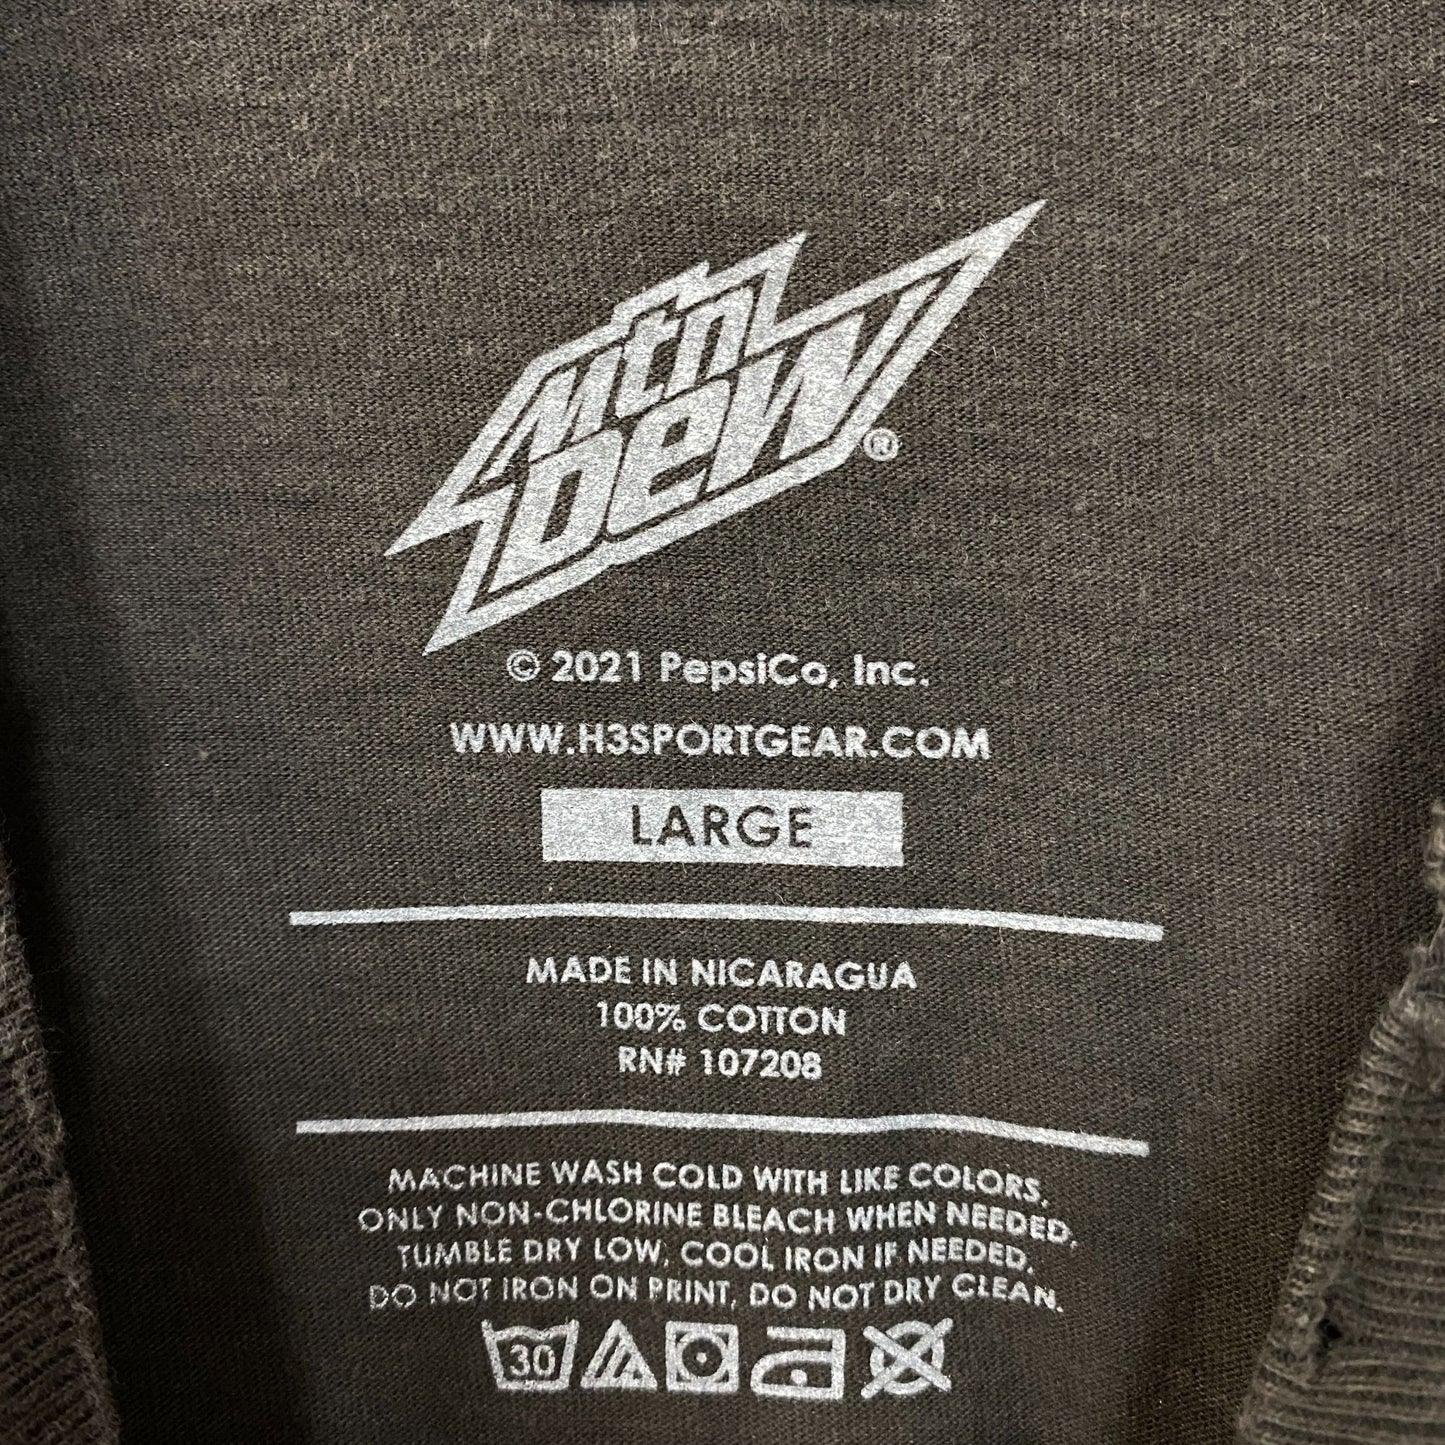 Mtn
Dew®
© 2021 PepsiCo, Inc.
WWW.H3SPORTGEAR.COM
LARGE
MADE IN NICARAGUA
100% COTTON
RN# 107208
MACHINE WASH COLD WITH LIKE COLORS,
ONLY NON-CHLORINE BLEACH WHEN NEEDED,
TUMBLE DRY LOW, COOL IRON IF NEEDED,
DO NOT IRON ON PRINT, DO NOT DRY CLEAN.
30